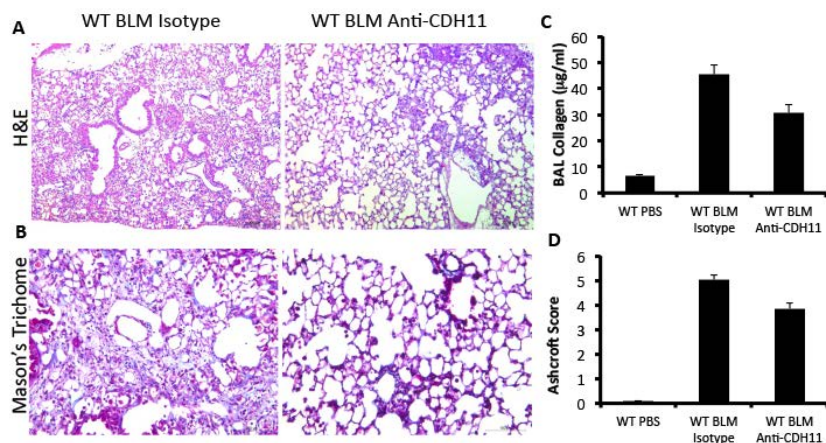 WT BLM Isotype
WT BLM Anti-CDH11
A
H&E
B
Mason's Trichome
C
BAL Collagen (μg/ml)
60
50
40
30
20
10
0
WT PBS
WT BLM
Isotype
WT BLM
Anti-CDH11
D
Ashcroft Score
6
5
4
3
2
1
0
WT PBS
WT BLM
Isotype
WT BLM
Anti-CDH11